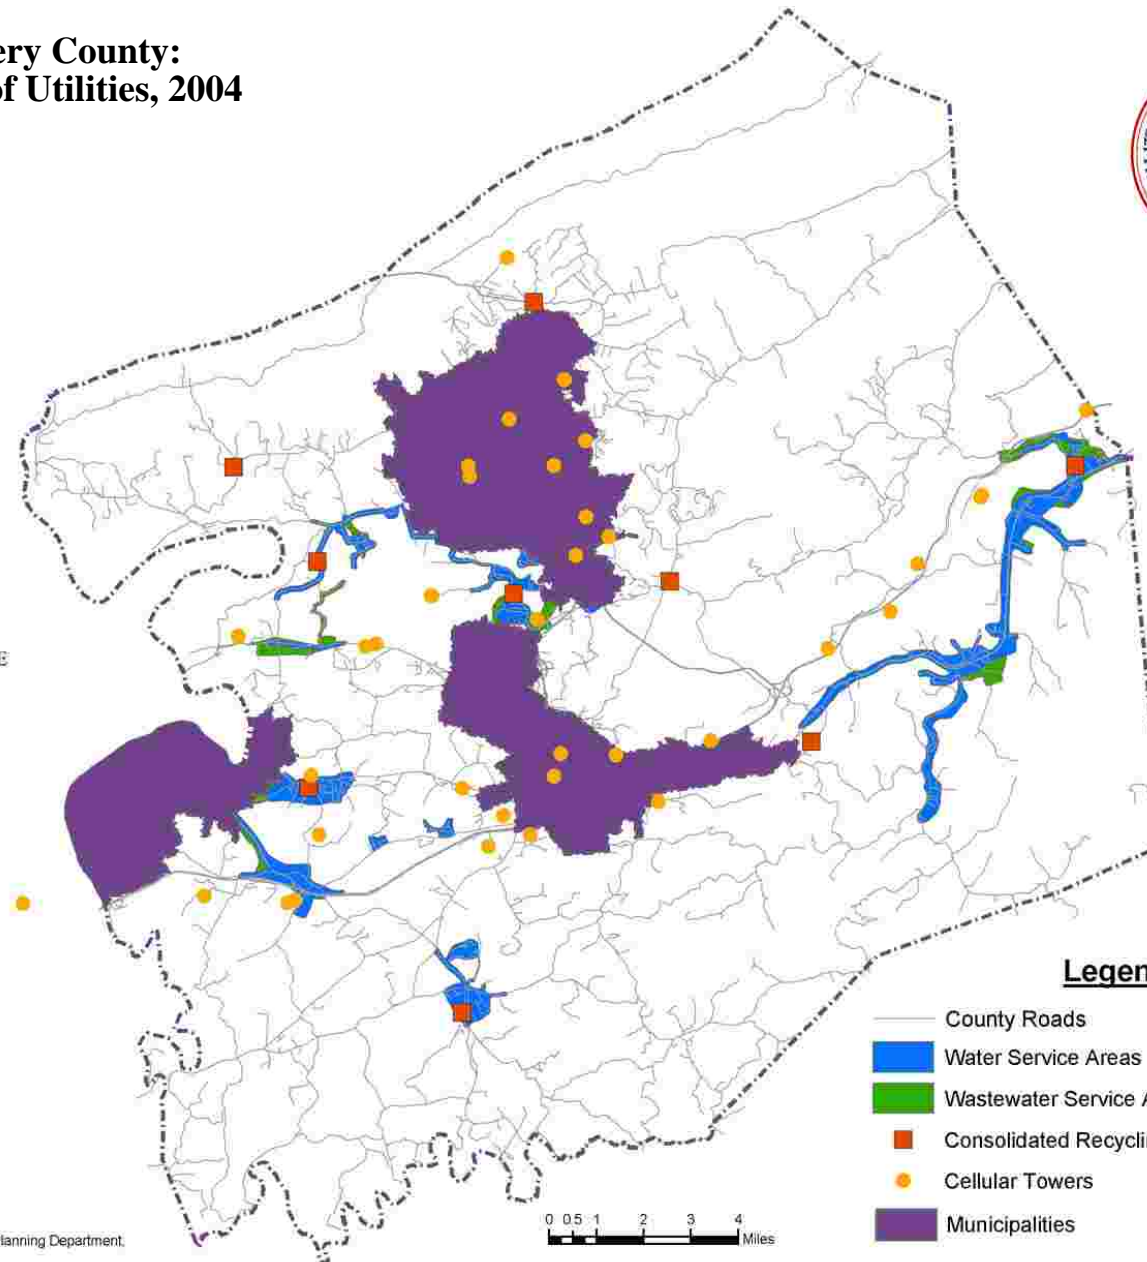 ery County:
of Utilities, 2004
Legen
County Roads
Water Service Areas
Wastewater Service A
Consolidated Recyclin
Cellular Towers
Municipalities
0 0.5 1 2 3 4
Miles
lanning Department,